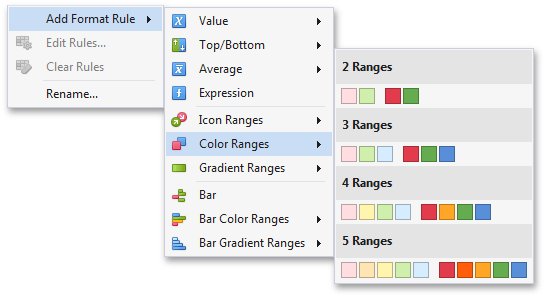 Add Format Rule
Edit Rules...
Clear Rules
Rename...
Value
Top/Bottom
Average
Expression
Icon Ranges
Color Ranges
Gradient Ranges
Bar
Bar Color Ranges
Bar Gradient Ranges
2 Ranges
3 Ranges
4 Ranges
5 Ranges